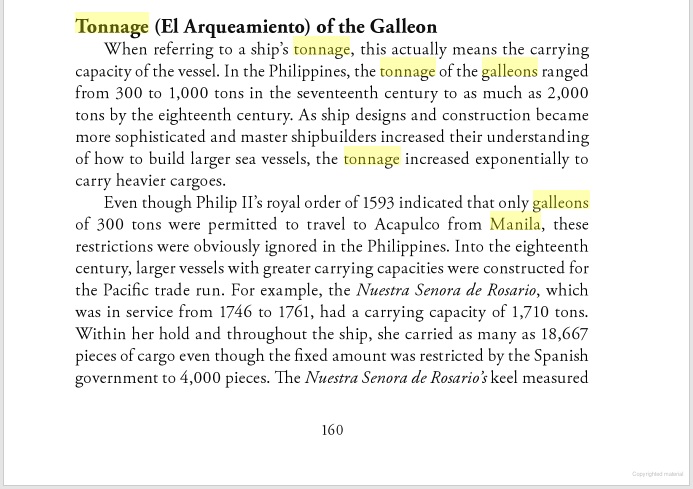 Tonnage (El Arqueamiento) of the Galleon
When referring to a ship's tonnage, this actually means the carrying
capacity of the vessel. In the Philippines, the tonnage of the galleons ranged
from 300 to 1,000 tons in the seventeenth century to as much as 2,000
tons by the eighteenth century. As ship designs and construction became
more sophisticated and master shipbuilders increased their understanding
of how to build larger sea vessels, the tonnage increased exponentially to
carry heavier cargoes.
Even though Philip II's royal order of 1593 indicated that only galleons
of 300 tons were permitted to travel to Acapulco from Manila, these
restrictions were obviously ignored in the Philippines. Into the eighteenth
century, larger vessels with greater carrying capacities were constructed for
the Pacific trade run. For example, the Nuestra Senora de Rosario, which
was in service from 1746 to 1761, had a carrying capacity of 1,710 tons.
Within her hold and throughout the ship, she carried as many as 18,667
pieces of cargo even though the fixed amount was restricted by the Spanish
government to 4,000 pieces. The Nuestra Senora de Rosario's keel measured
160
Copyrighted material